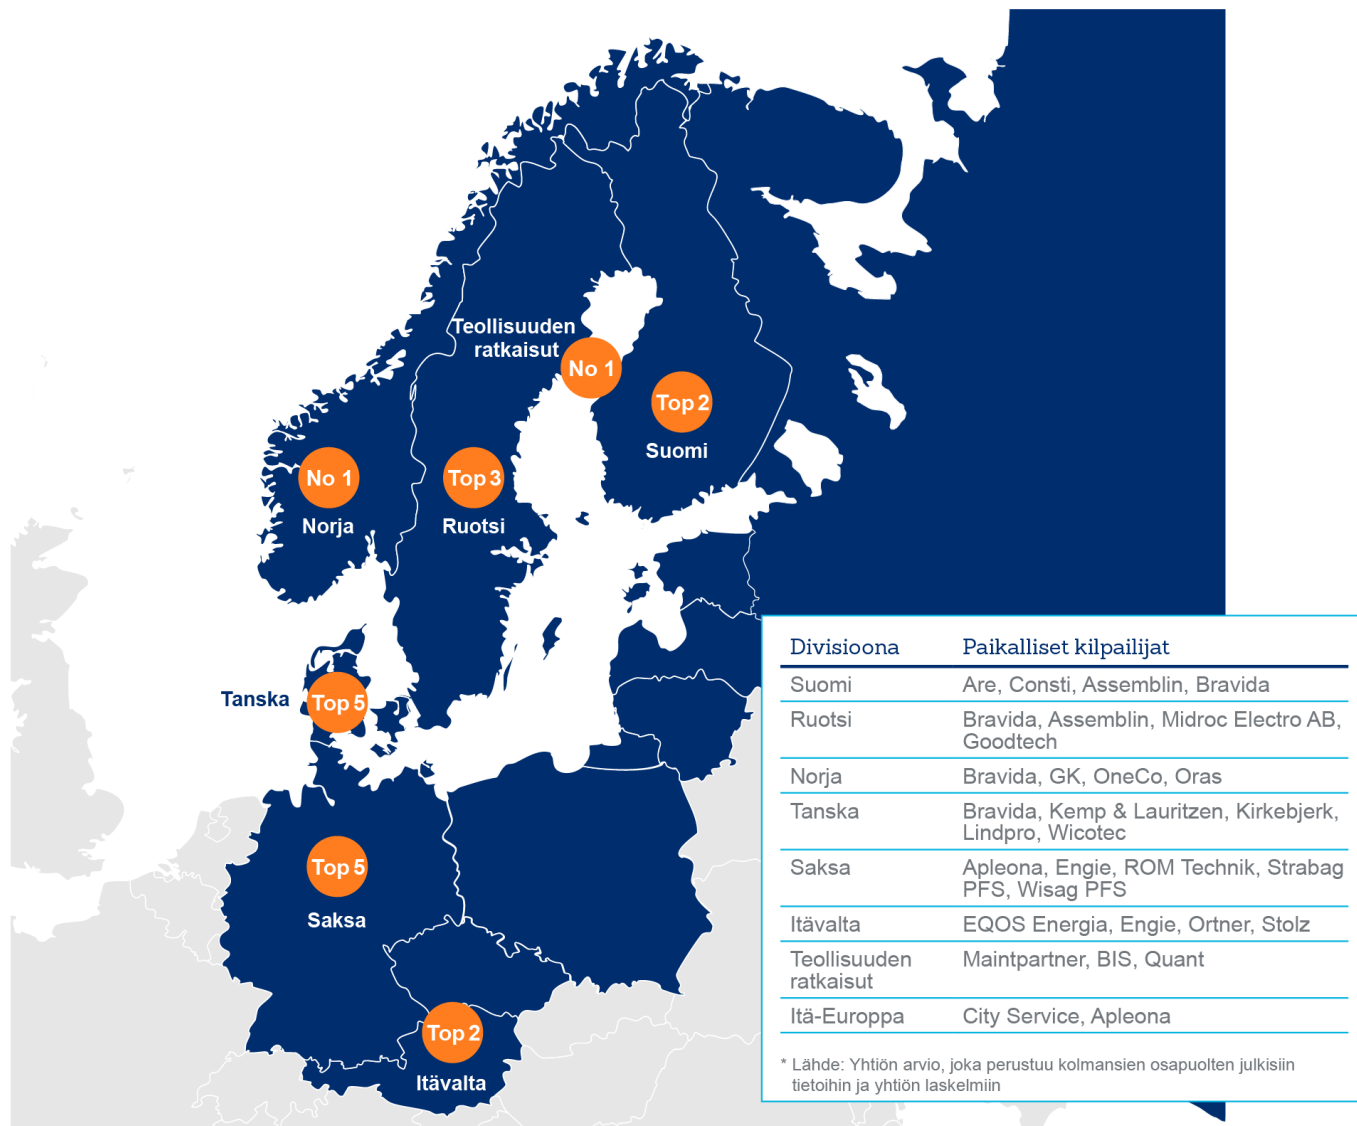 Teollisuuden
ratkaisut
No 1
Top 2
Suomi
No 1
Norja
Top 3
Ruotsi
Tanska
Top 5
Top 5
Saksa
Top 2
Itävalta
Divisioona Paikalliset kilpailijat
Suomi Are, Consti, Assemblin, Bravida
Ruotsi Bravida, Assemblin, Midroc Electro AB,
Goodtech
Norja Bravida, GK, OneCo, Oras
Tanska Bravida, Kemp & Lauritzen, Kirkebjerk,
Lindpro, Wicotec
Saksa Apleona, Engie, ROM Technik, Strabag
PFS, Wisag PFS
Itävalta EQOS Energia, Engie, Ortner, Stolz
Teollisuuden Maintpartner, BIS, Quant
ratkaisut
Itä-Europpa City Service, Apleona
* Lähde: Yhtiön arvio, joka perustuu kolmansien osapuolten julkisiin
tietoihin ja yhtiön laskelmiin